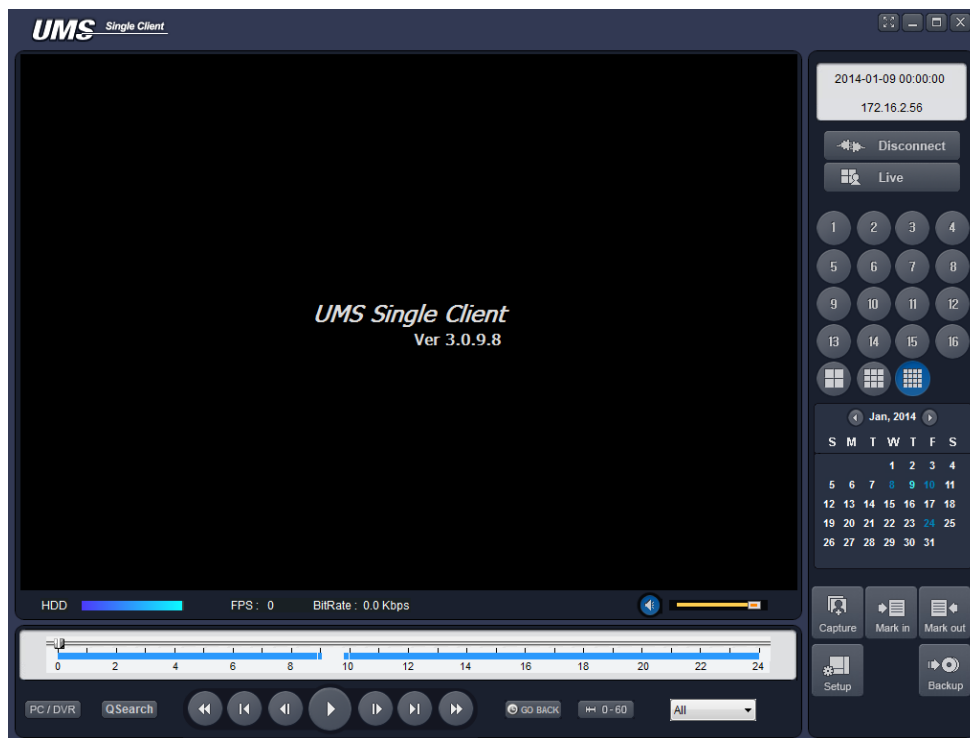 UMS Single Client
2014-01-09 00:00:00
172.16.2.56
Disconnect
Live
1 2 3 4
5 6 7 8
9 10 11 12
13 14 15 16
UMS Single Client
Ver 3.0.9.8
Jan, 2014
S M T W T F S
1 2 3 4
5 6 7 8 9 10 11
12 13 14 15 16 17 18
19 20 21 22 23 24 25
26 27 28 29 30 31
HDD FPS : 0 BitRate : 0.0 Kbps
Capture Mark in Mark out
Setup Backup
0 2 4 6 8 10 12 14 16 18 20 22 24
PC / DVR QSearch GO BACK 0 - 60 All